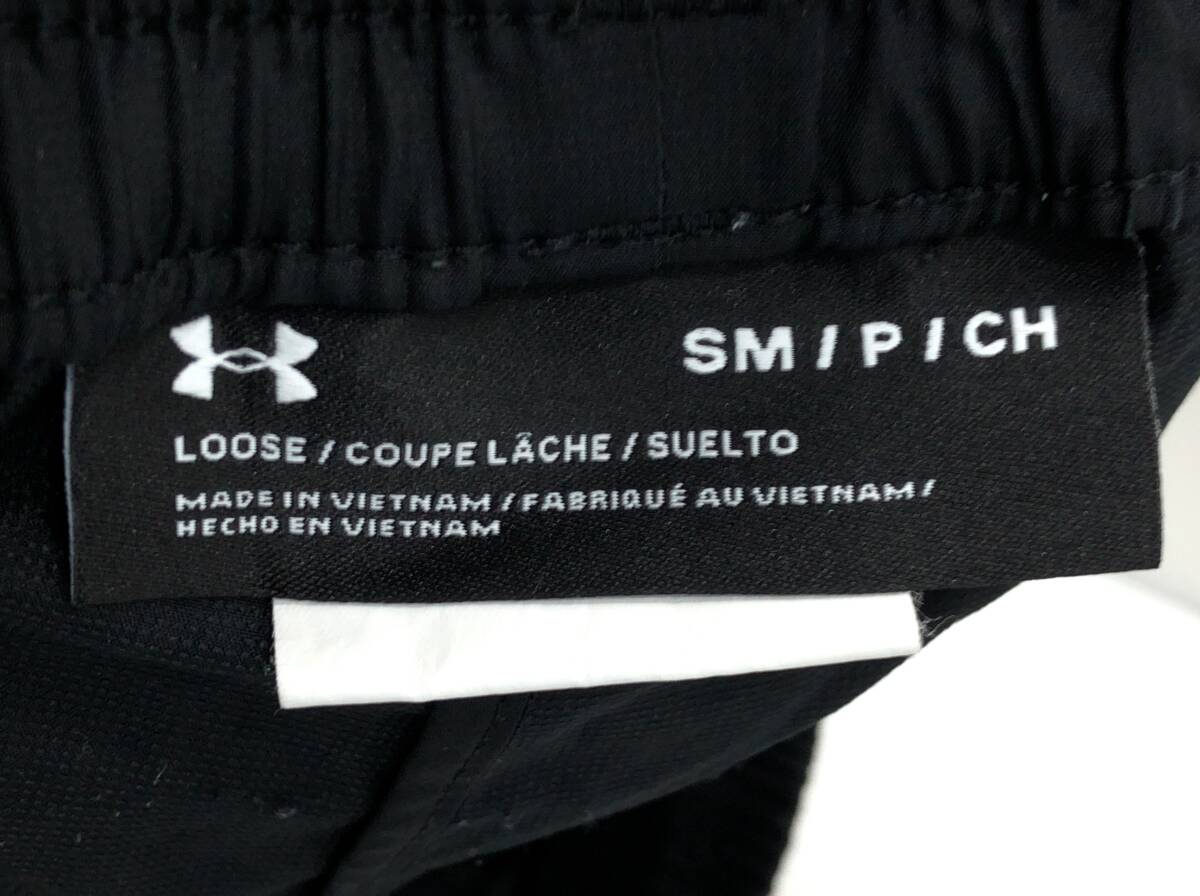 SM / P / CH
LOOSE / COUPE LÂCHE / SUELTO
MADE IN VIETNAM / FABRIQUÉ AU VIETNAM /
HECHO EN VIETNAM